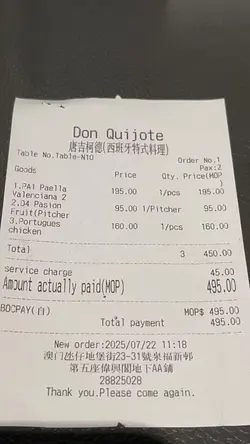 Don Quijote
唐吉柯德(西班牙特式料理)
Table No.Table-N10 Order No.1
Pax:2
Goods Price Qty. Price(MOP
)
1.PA1 Paella 195.00 1/pcs 195.00
Valenciana 2
2.D4 Pasion 95.00 1/Pitcher 95.00
Fruit(Pitcher
3.Portugues 160.00 1/pcs 160.00
chicken
Total 3 450.00
service charge 45.00
Amount actually paid(MOP) 495.00
BOCPAY(自) MOP$ 495.00
Total payment 495.00
New order:2025/07/22 11:18
澳门氹仔地堡街23-31號泉福新邨
第五座偉興閣地下AA鋪
28825028
Thank you.Please come again.